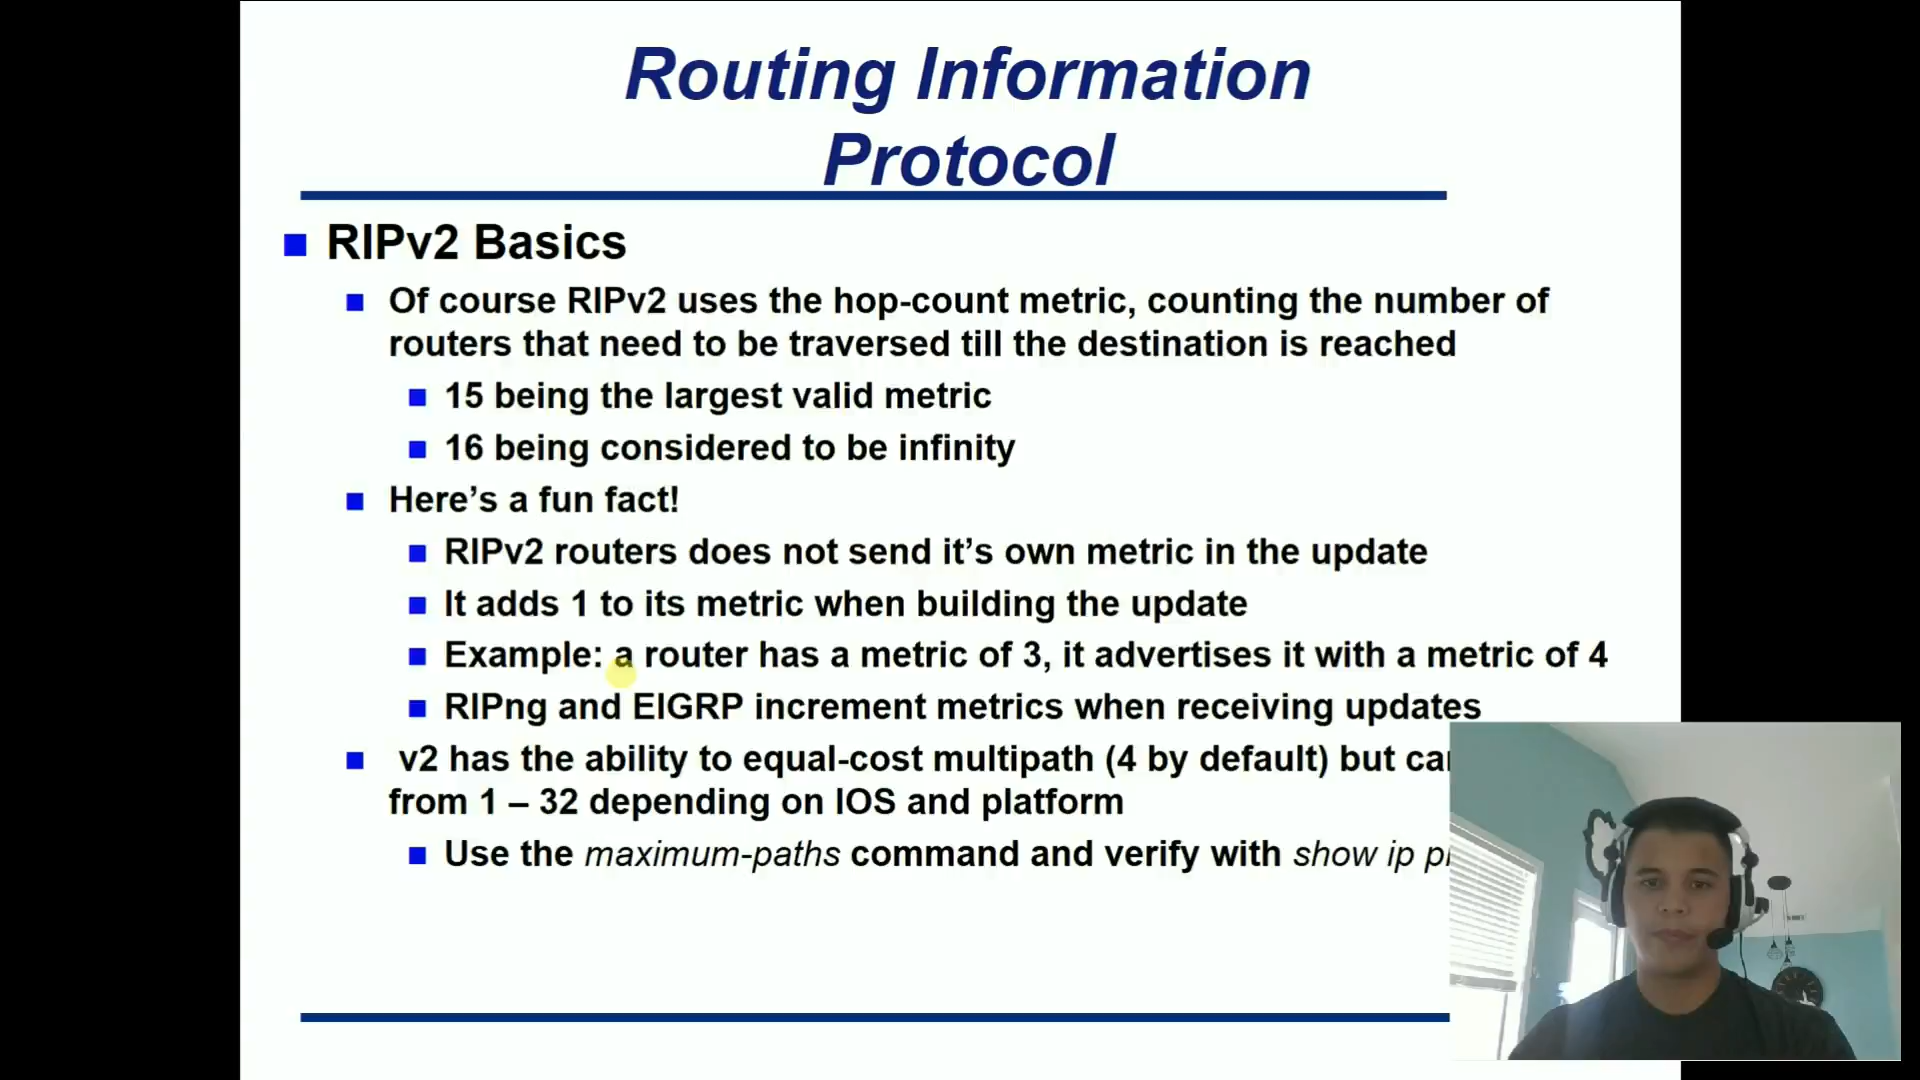 Routing Information
Protocol
RIPv2 Basics
Of course RIPv2 uses the hop-count metric, counting the number of
routers that need to be traversed till the destination is reached
15 being the largest valid metric
16 being considered to be infinity
Here’s a fun fact!
RIPv2 routers does not send it’s own metric in the update
It adds 1 to its metric when building the update
Example: a router has a metric of 3, it advertises it with a metric of 4
RIPng and EIGRP increment metrics when receiving updates
v2 has the ability to equal-cost multipath (4 by default) but
from 1 – 32 depending on IOS and platform
Use the maximum-paths command and verify with show ip